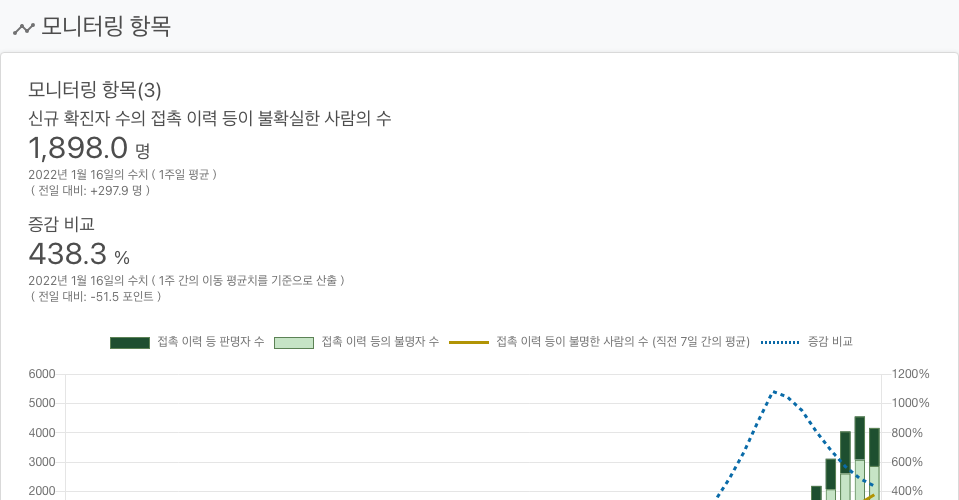 모니터링 항목
모니터링 항목(3)
신규 확진자 수의 접촉 이력 등이 불확실한 사람의 수
1,898.0 명
2022년 1월 16일의 수치 ( 1주일 평균 )
( 전일 대비: +297.9 명 )
증감 비교
438.3 %
2022년 1월 16일의 수치 ( 1주 간의 이동 평균치를 기준으로 산출 )
( 전일 대비: -51.5 포인트 )
접촉 이력 등 판명자 수 접촉 이력 등의 불명자 수 접촉 이력 등이 불명한 사람의 수 (직전 7일 간의 평균) 증감 비교
6000 1200%
5000 1000%
4000 800%
3000 600%
2000 400%